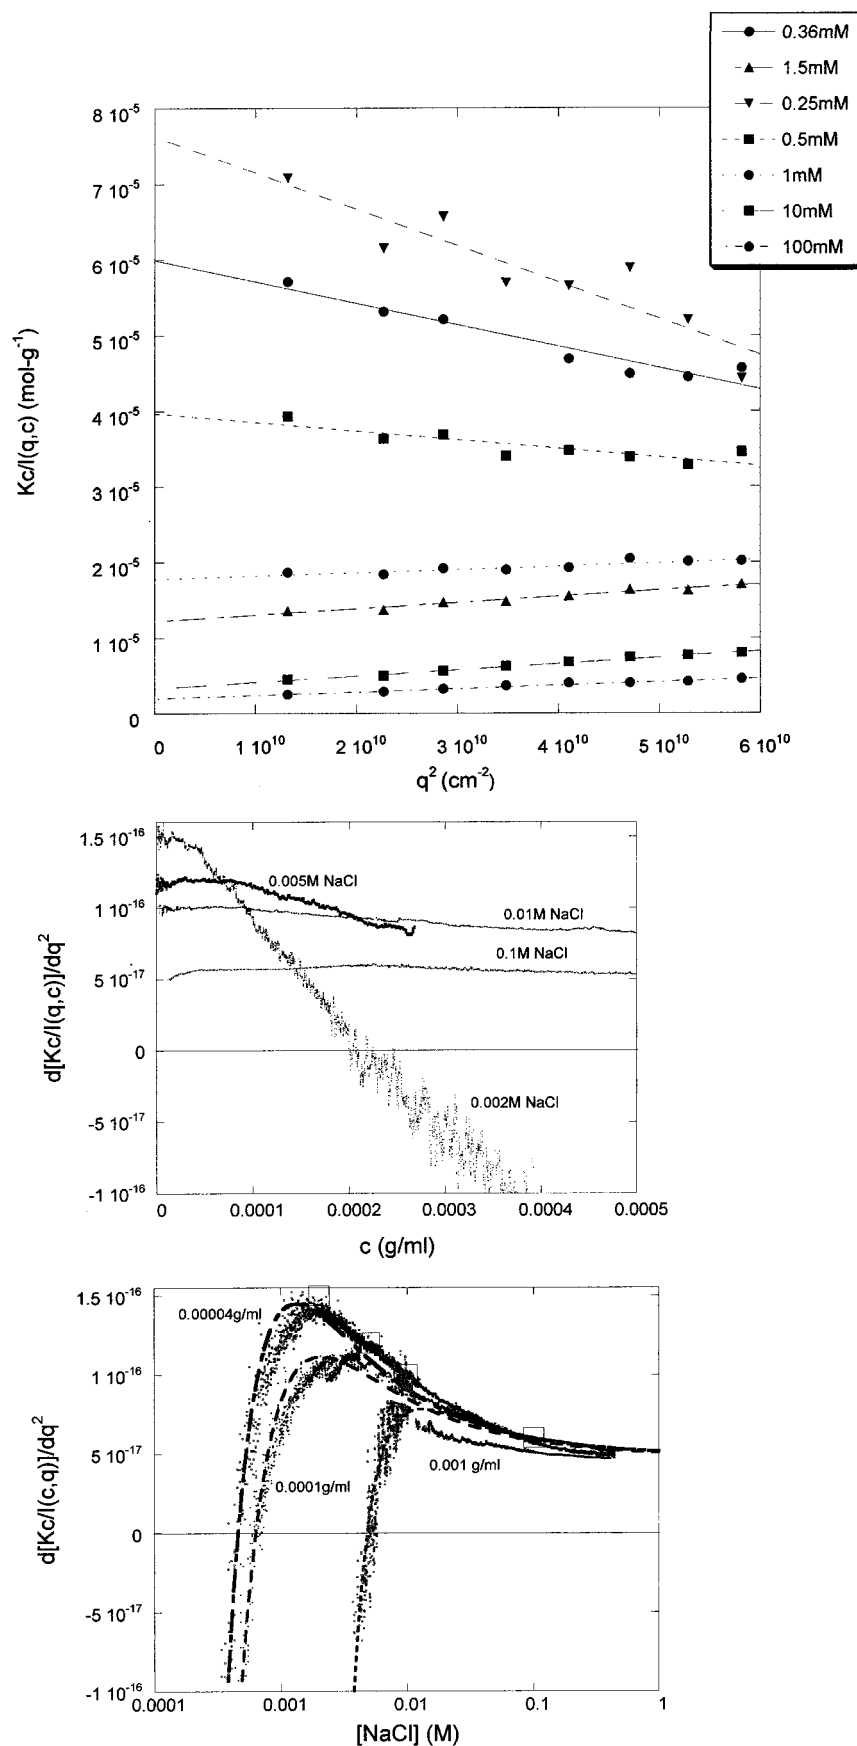 0.36mM
1.5mM
0.25mM
0.5mM
1mM
10mM
100mM
8 10⁻⁵
7 10⁻⁵
6 10⁻⁵
5 10⁻⁵
4 10⁻⁵
3 10⁻⁵
2 10⁻⁵
1 10⁻⁵
0
Kc/I(q,c) (mol-g⁻¹)
0 1 10¹⁰ 2 10¹⁰ 3 10¹⁰ 4 10¹⁰ 5 10¹⁰ 6 10¹⁰
q² (cm⁻²)
1.5 10⁻¹⁶
1 10⁻¹⁶
5 10⁻¹⁷
0
-5 10⁻¹⁷
-1 10⁻¹⁶
d[Kc/I(q,c)]/dq²
0.005M NaCl
0.01M NaCl
0.1M NaCl
0.002M NaCl
0 0.0001 0.0002 0.0003 0.0004 0.0005
c (g/ml)
1.5 10⁻¹⁶
1 10⁻¹⁶
5 10⁻¹⁷
0
-5 10⁻¹⁷
-1 10⁻¹⁶
d[Kc/I(c,q)]/dq²
0.00004g/ml
0.0001g/ml
0.001 g/ml
0.0001 0.001 0.01 0.1 1
[NaCl] (M)